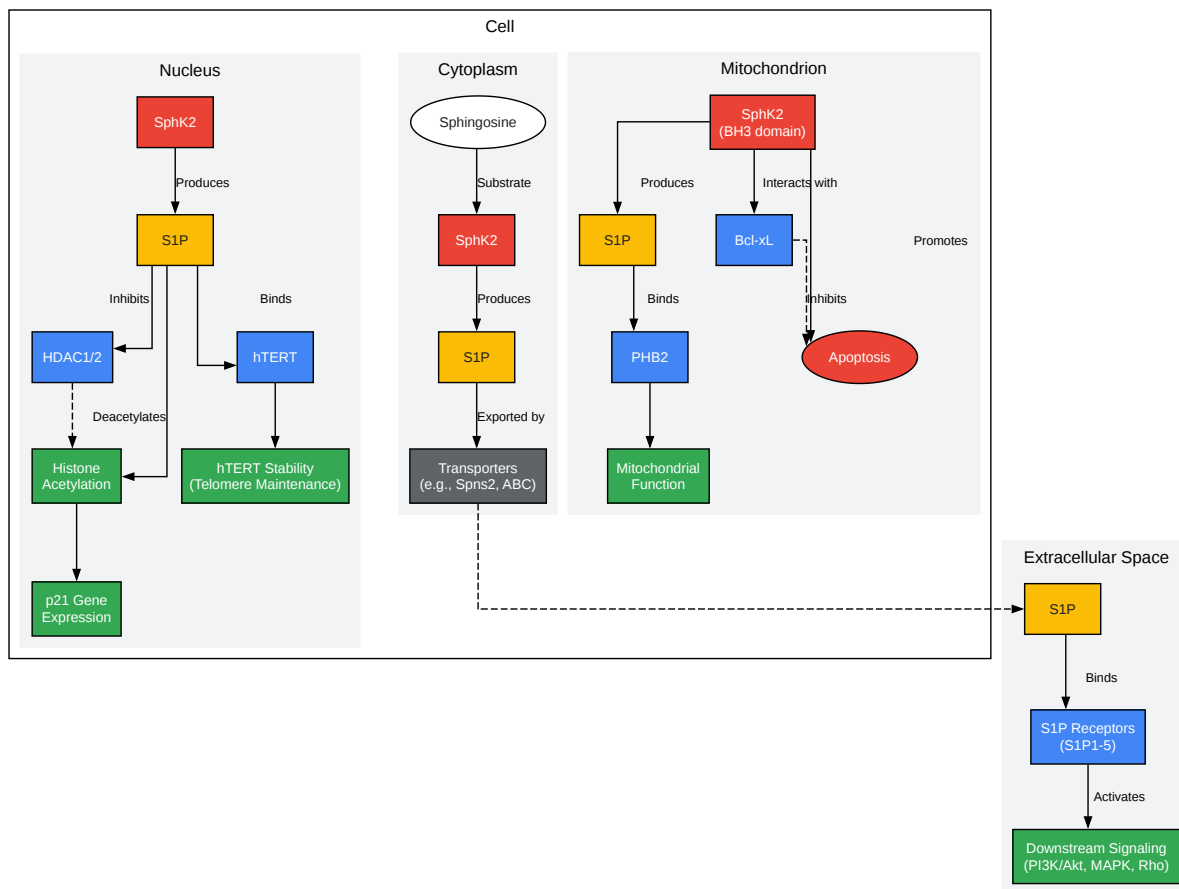 Cell
Nucleus
SphK2
Produces
S1P
Inhibits
Binds
HDAC1/2
hTERT
Deacetylates
Histone
Acetylation
hTERT Stability
(Telomere Maintenance)
p21 Gene
Expression
Cytoplasm
Sphingosine
Substrate
SphK2
Produces
S1P
Exported by
Transporters
(e.g., Spns2, ABC)
Mitochondrion
SphK2
(BH3 domain)
Produces
Interacts with
S1P
Bcl-xL
Promotes
Binds
Inhibits
PHB2
Apoptosis
Mitochondrial
Function
Extracellular Space
S1P
Binds
S1P Receptors
(S1P1-5)
Activates
Downstream Signaling
(PI3K/Akt, MAPK, Rho)